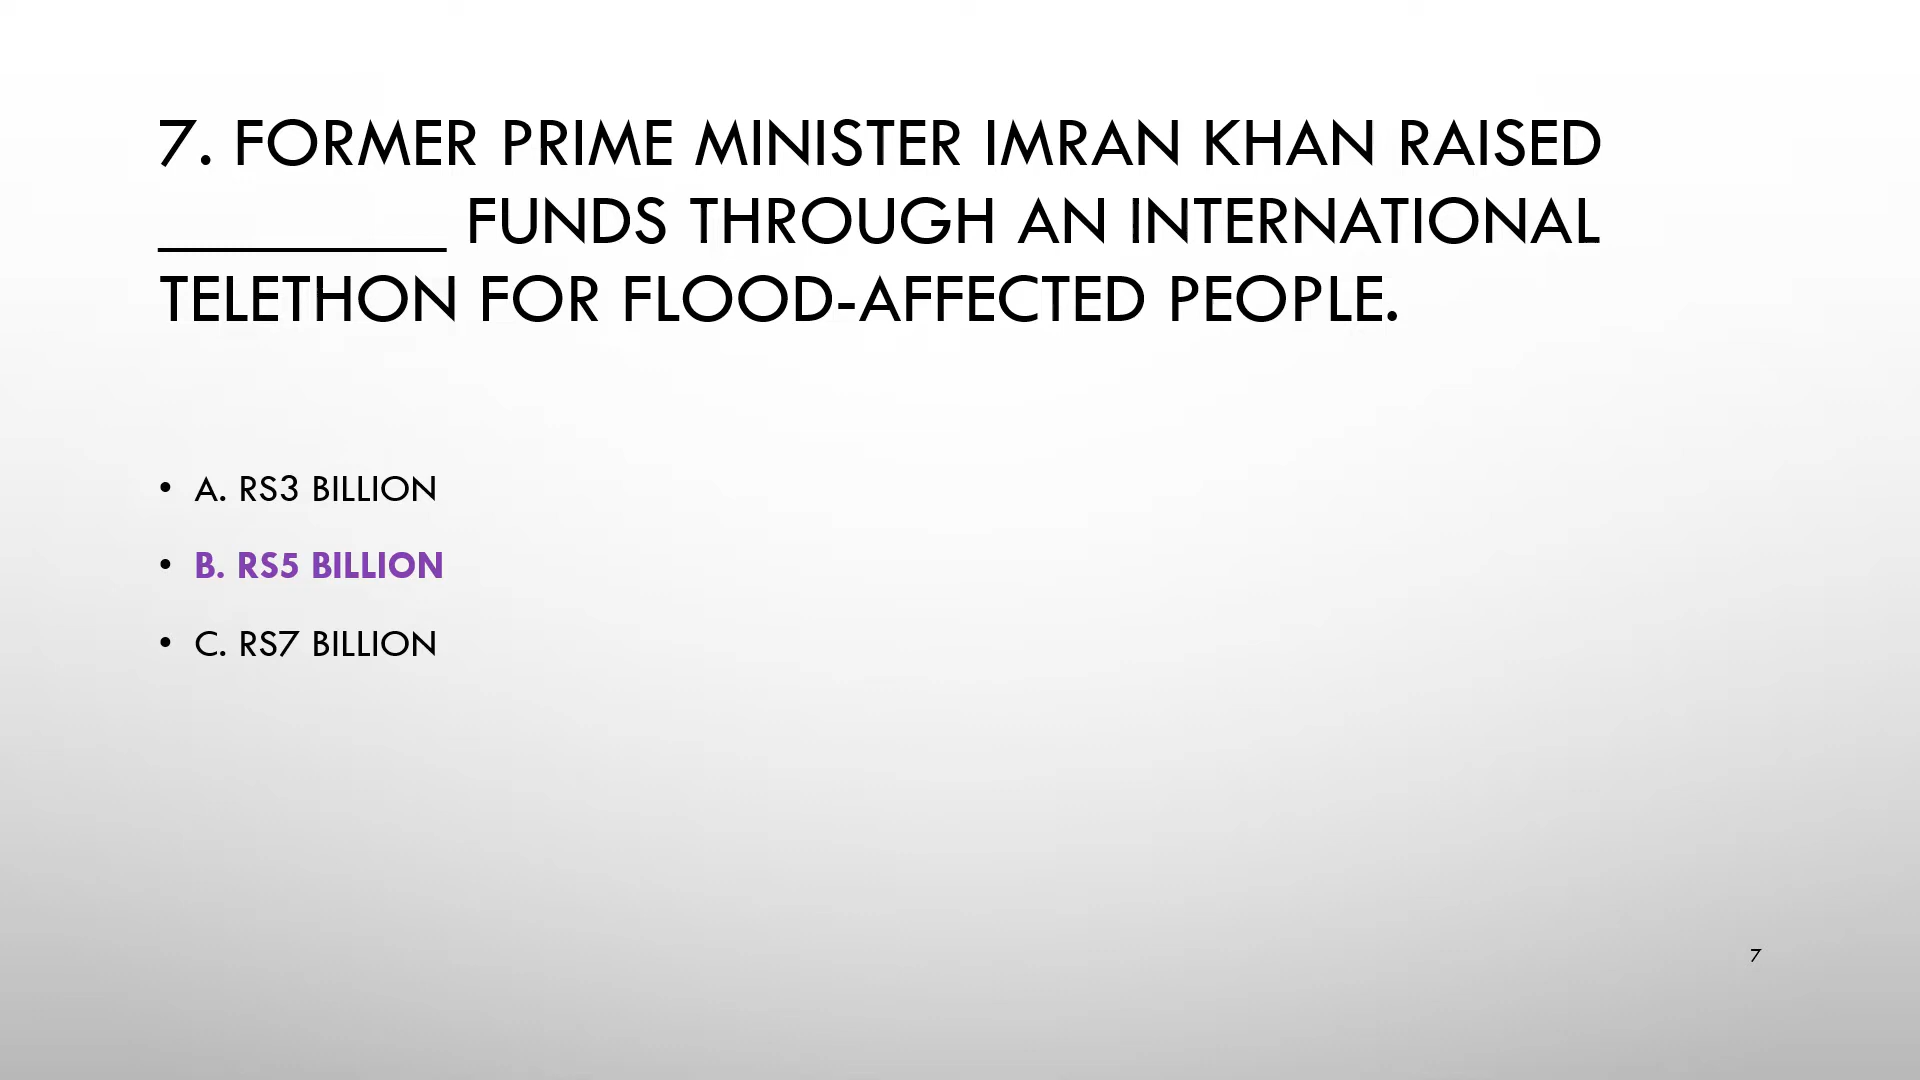 7. FORMER PRIME MINISTER IMRAN KHAN RAISED
_________ FUNDS THROUGH AN INTERNATIONAL
TELETHON FOR FLOOD-AFFECTED PEOPLE.
• A. RS3 BILLION
• B. RS5 BILLION
• C. RS7 BILLION
7